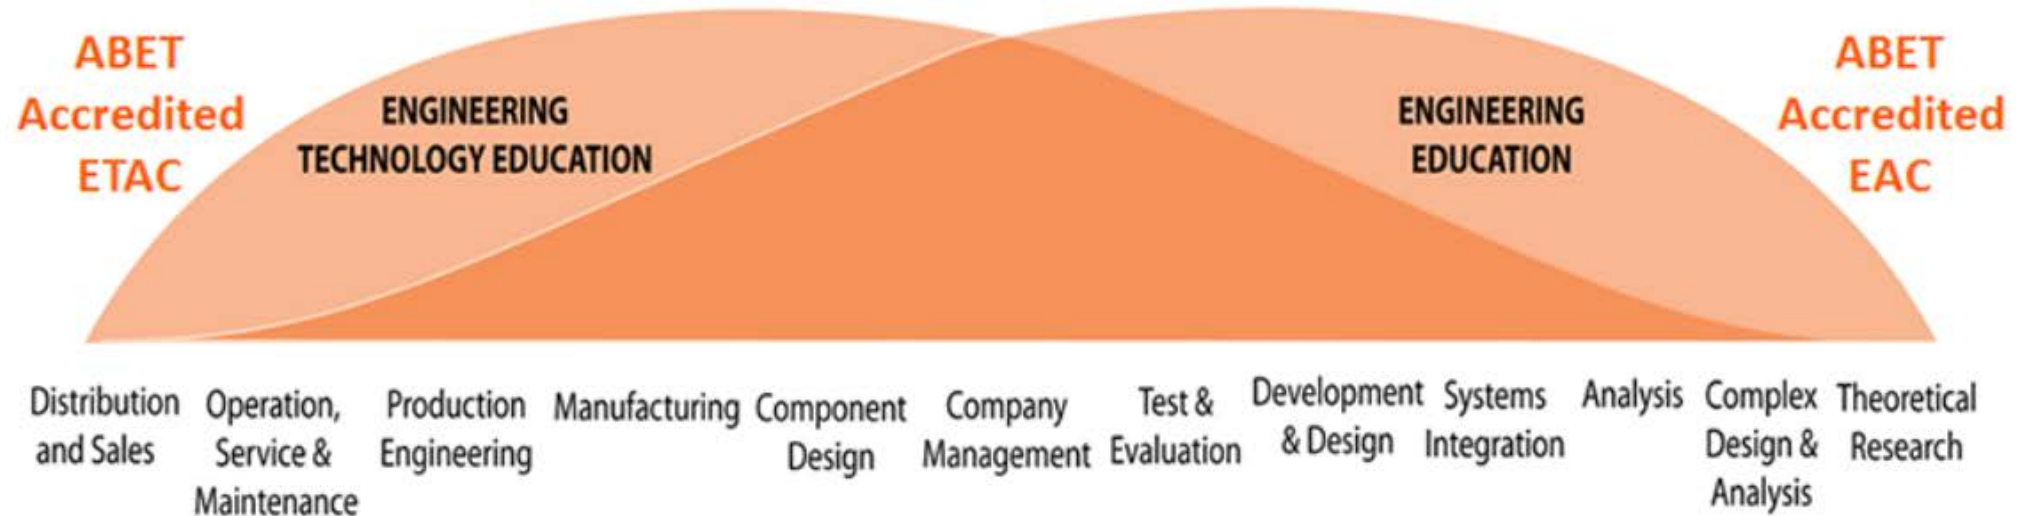 ABET
Accredited
ETAC
ENGINEERING
TECHNOLOGY EDUCATION
ENGINEERING
EDUCATION
ABET
Accredited
EAC
Distribution
and Sales
Operation,
Service &
Maintenance
Production
Engineering
Manufacturing
Component
Design
Company
Management
Test &
Evaluation
Development
& Design
Systems
Integration
Analysis
Complex
Design &
Analysis
Theoretical
Research